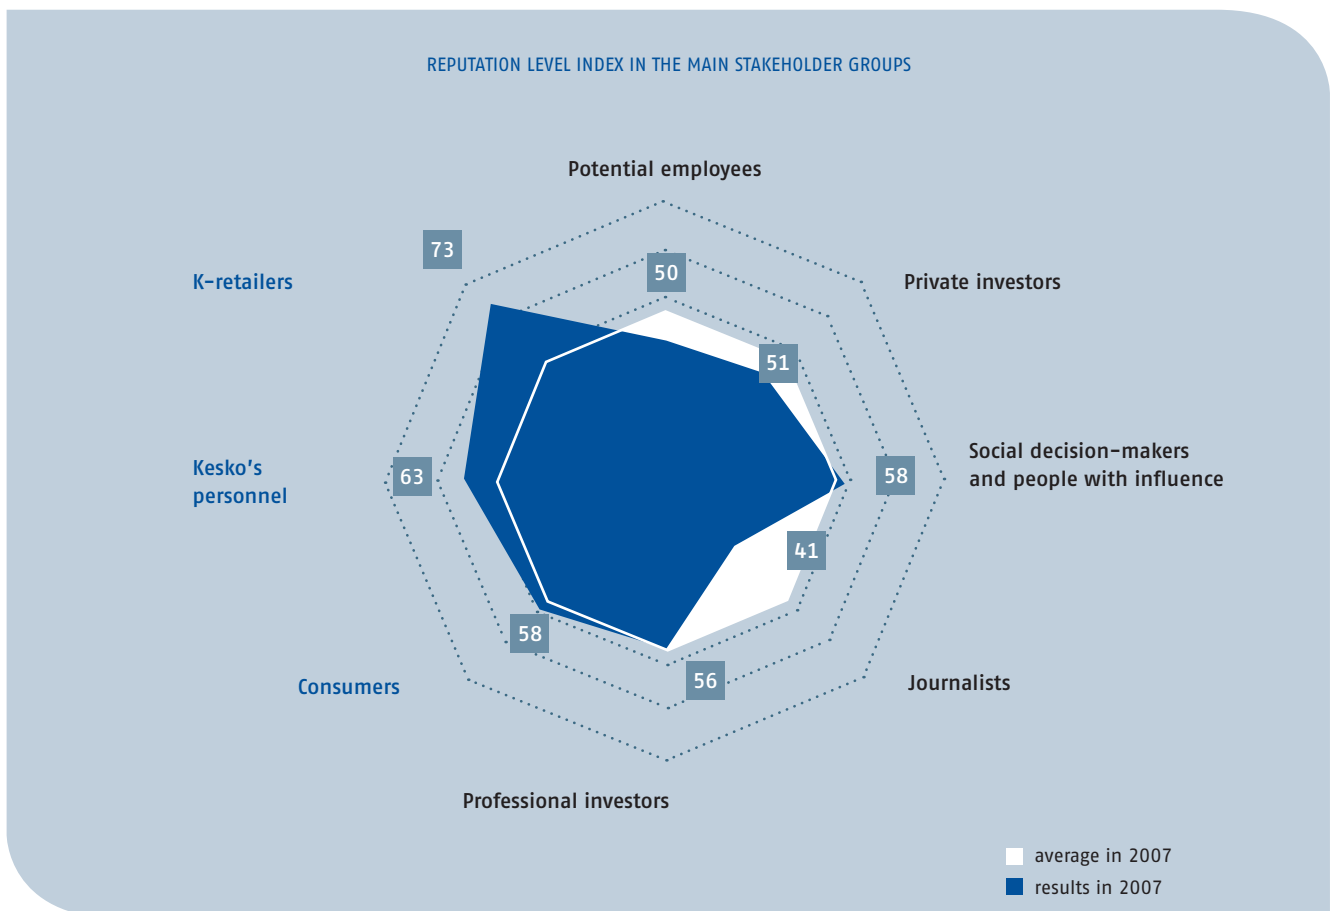 REPUTATION LEVEL INDEX IN THE MAIN STAKEHOLDER GROUPS
Potential employees
73
50
K-retailers
Private investors
51
Social decision-makers
and people with influence
Kesko's
personnel
63
58
41
58
56
Consumers
Journalists
Professional investors
average in 2007
results in 2007